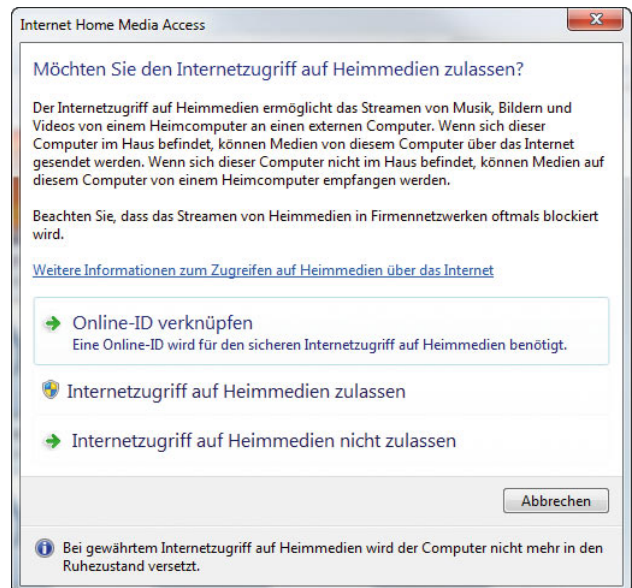 Internet Home Media Access
Möchten Sie den Internetzugriff auf Heimmedien zulassen?
Der Internetzugriff auf Heimmedien ermöglicht das Streamen von Musik, Bildern und
Videos von einem Heimcomputer an einen externen Computer. Wenn sich dieser
Computer im Haus befindet, können Medien von diesem Computer über das Internet
gesendet werden. Wenn sich dieser Computer nicht im Haus befindet, können Medien auf
diesem Computer von einem Heimcomputer empfangen werden.
Beachten Sie, dass das Streamen von Heimmedien in Firmennetzwerken oftmals blockiert
wird.
Weitere Informationen zum Zugreifen auf Heimmedien über das Internet
Online-ID verknüpfen
Eine Online-ID wird für den sicheren Internetzugriff auf Heimmedien benötigt.
Internetzugriff auf Heimmedien zulassen
Internetzugriff auf Heimmedien nicht zulassen
Abbrechen
Bei gewährtem Internetzugriff auf Heimmedien wird der Computer nicht mehr in den
Ruhezustand versetzt.